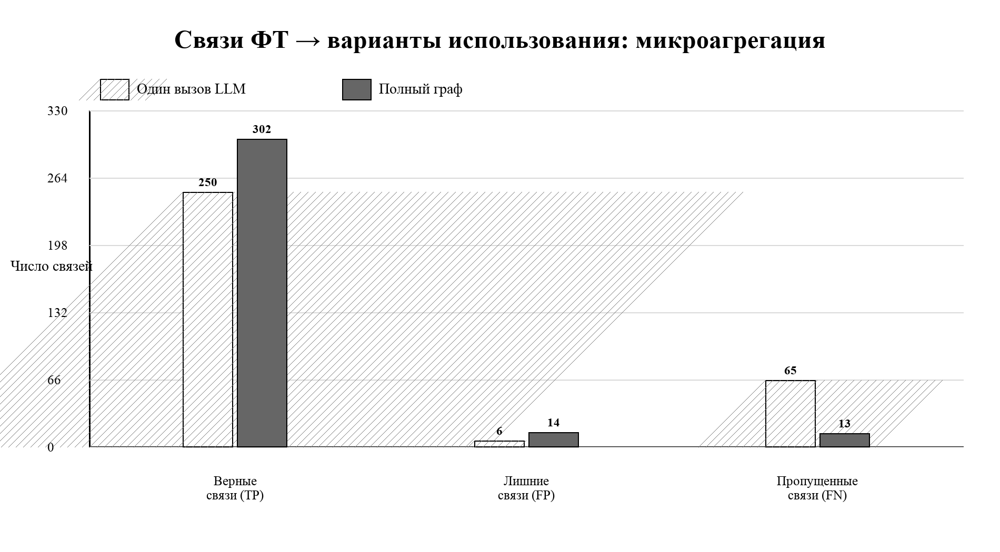 Связи ФТ → варианты использования: микроагрегация
Один вызов LLM
Полный граф
330
302
264
250
198
Число связей
132
66
65
6
14
13
0
Верные
связи (TP)
Лишние
связи (FP)
Пропущенные
связи (FN)